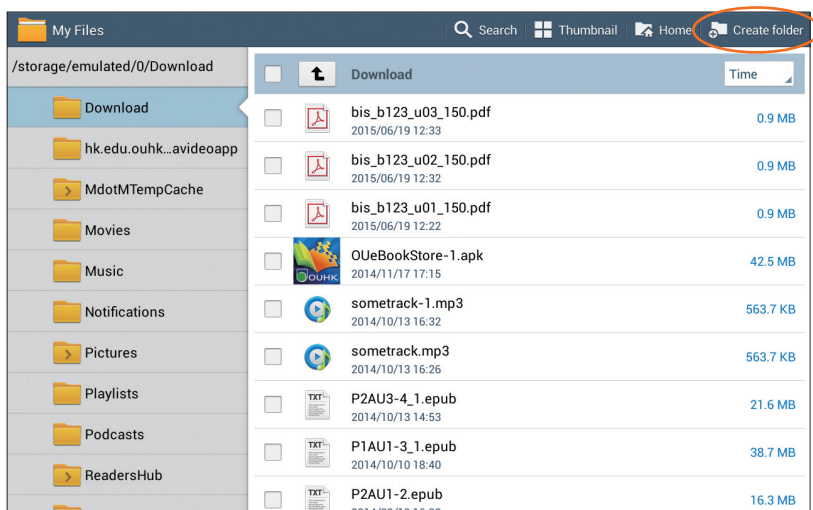 My Files
Search
Thumbnail
Home
Create folder
/storage/emulated/0/Download
Download
Time
Download
hk.edu.ouhk...avideoapp
MdotMTempCache
Movies
Music
Notifications
Pictures
Playlists
Podcasts
ReadersHub
bis_b123_u03_150.pdf
2015/06/19 12:33
0.9 MB
bis_b123_u02_150.pdf
2015/06/19 12:32
0.9 MB
bis_b123_u01_150.pdf
2015/06/19 12:22
0.9 MB
OUHK
OUeBookStore-1.apk
2014/11/17 17:15
42.5 MB
sometrack-1.mp3
2014/10/13 16:32
563.7 KB
sometrack.mp3
2014/10/13 16:26
563.7 KB
TXT
P2AU3-4_1.epub
2014/10/13 14:53
21.6 MB
TXT
P1AU1-3_1.epub
2014/10/10 18:40
38.7 MB
TXT
P2AU1-2.epub
16.3 MB